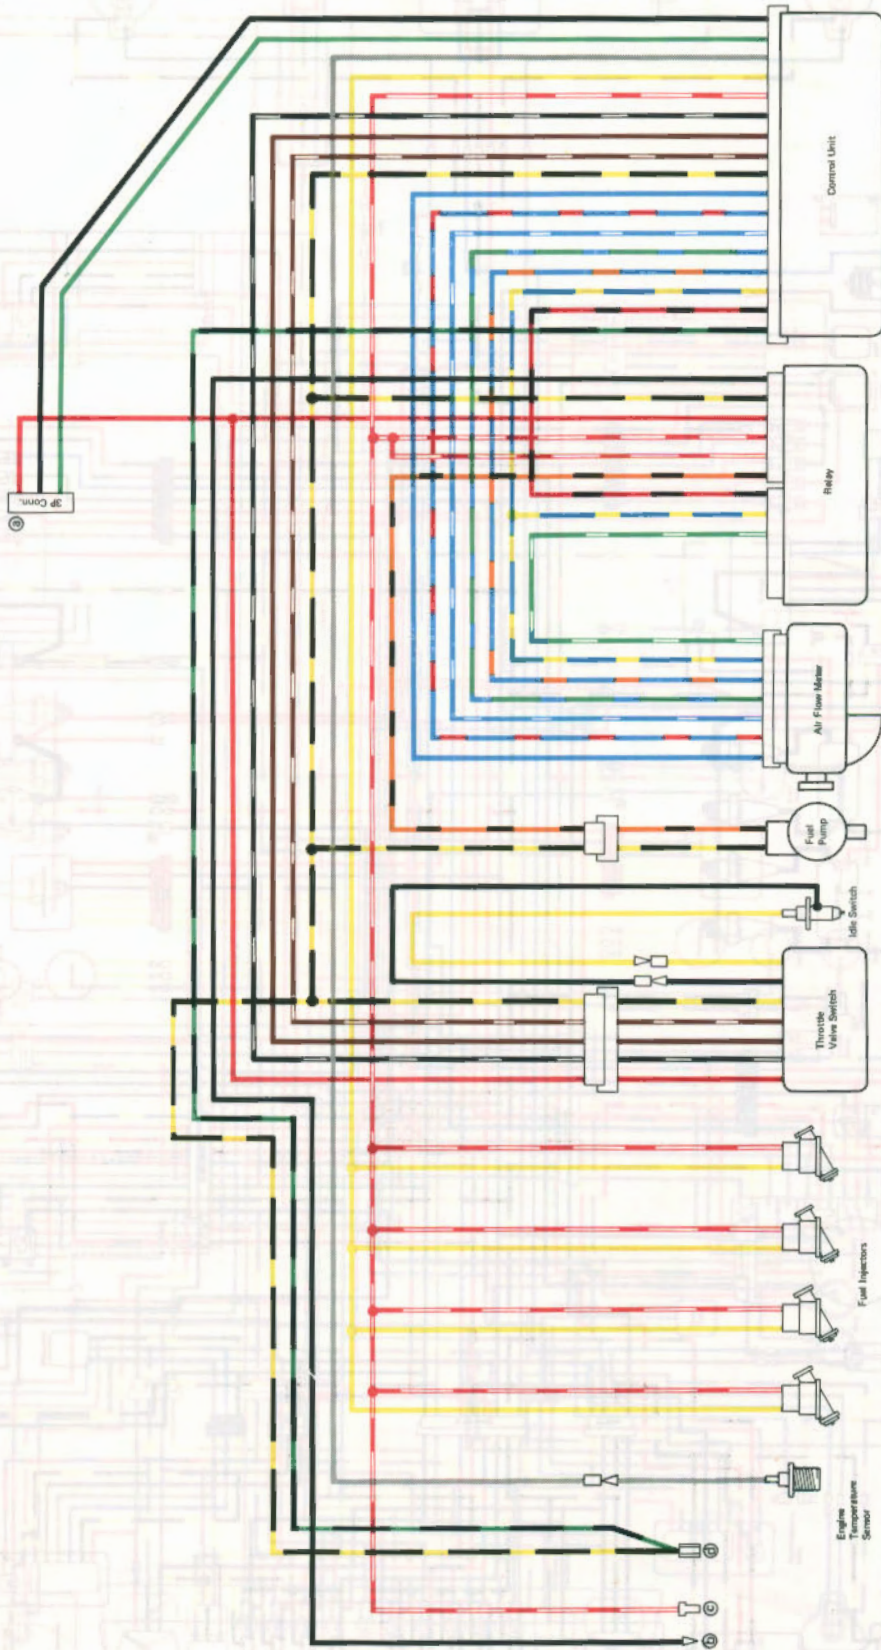 Control Unit
Relay
3P Conn.
a
Air Flow Meter
Fuel
Pump
Idle Switch
Throttle
Valve Switch
Fuel Injectors
Engine
Temperature
Sensor
d
c
b